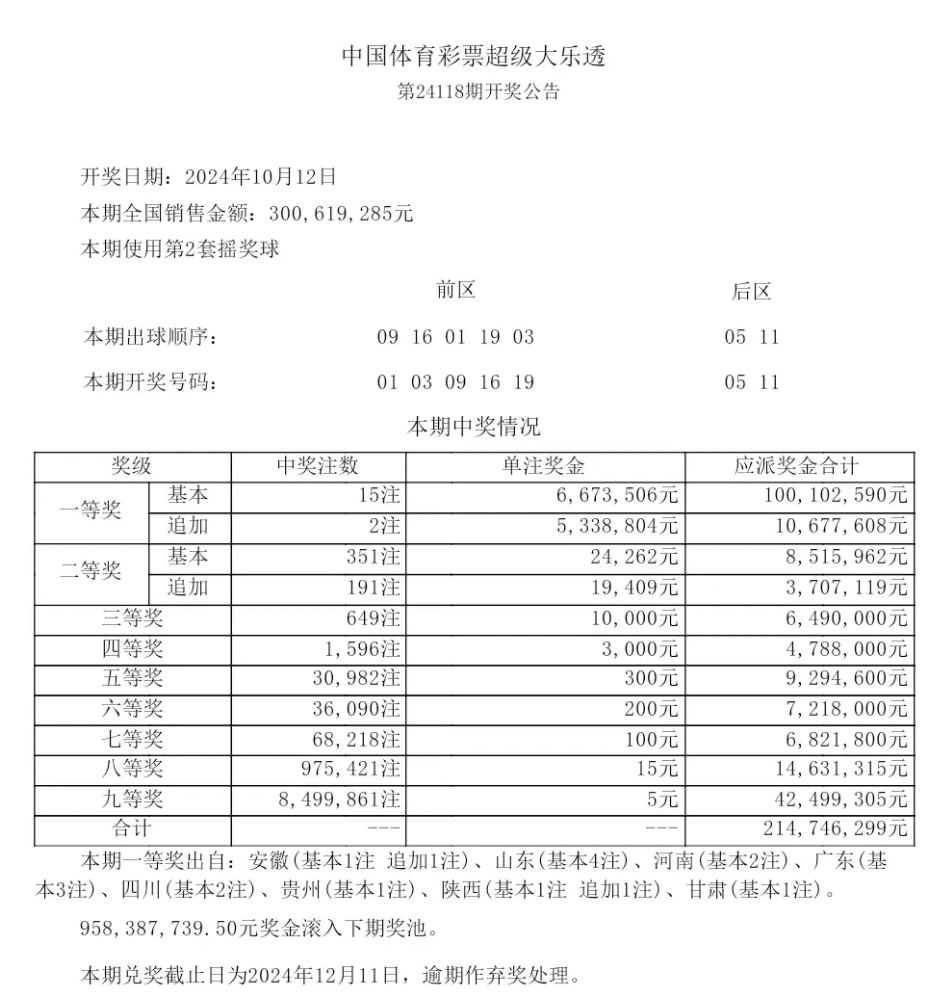 中国体育彩票超级大乐透
第24118期开奖公告
开奖日期：2024年10月12日
本期全国销售金额：300,619,285元
本期使用第2套摇奖球
前区 后区
本期出球顺序： 09 16 01 19 03 05 11
本期开奖号码： 01 03 09 16 19 05 11
本期中奖情况
奖级 中奖注数 单注奖金 应派奖金合计
一等奖 基本 15注 6,673,506元 100,102,590元
追加 2注 5,338,804元 10,677,608元
二等奖 基本 351注 24,262元 8,515,962元
追加 191注 19,409元 3,707,119元
三等奖 649注 10,000元 6,490,000元
四等奖 1,596注 3,000元 4,788,000元
五等奖 30,982注 300元 9,294,600元
六等奖 36,090注 200元 7,218,000元
七等奖 68,218注 100元 6,821,800元
八等奖 975,421注 15元 14,631,315元
九等奖 8,499,861注 5元 42,499,305元
合计 --- --- 214,746,299元
本期一等奖出自：安徽(基本1注 追加1注)、山东(基本4注)、河南(基本2注)、广东(基
本3注)、四川(基本2注)、贵州(基本1注)、陕西(基本1注 追加1注)、甘肃(基本1注)。
958,387,739.50元奖金滚入下期奖池。
本期兑奖截止日为2024年12月11日，逾期作弃奖处理。